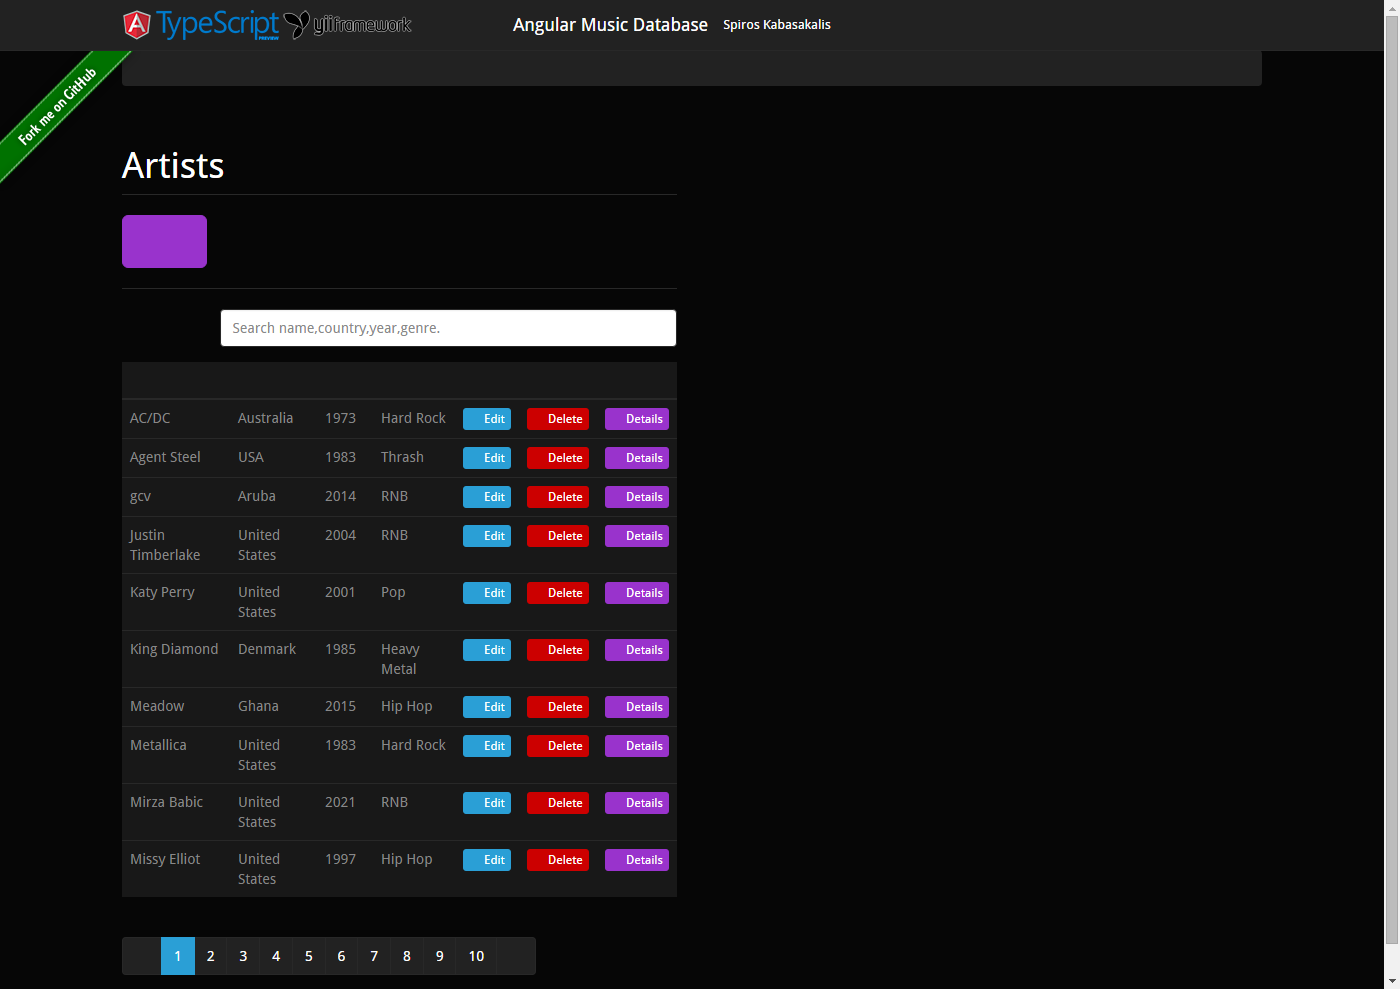 TypeScript yiiframework Angular Music Database Spiros Kabasakalis
PREVIEW
Fork me on GitHub
Artists
Search name,country,year,genre.
AC/DC Australia 1973 Hard Rock Edit Delete Details
Agent Steel USA 1983 Thrash Edit Delete Details
gcv Aruba 2014 RNB Edit Delete Details
Justin United 2004 RNB Edit Delete Details
Timberlake States
Katy Perry United 2001 Pop Edit Delete Details
States
King Diamond Denmark 1985 Heavy Edit Delete Details
Metal
Meadow Ghana 2015 Hip Hop Edit Delete Details
Metallica United 1983 Hard Rock Edit Delete Details
States
Mirza Babic United 2021 RNB Edit Delete Details
States
Missy Elliot United 1997 Hip Hop Edit Delete Details
States
1 2 3 4 5 6 7 8 9 10